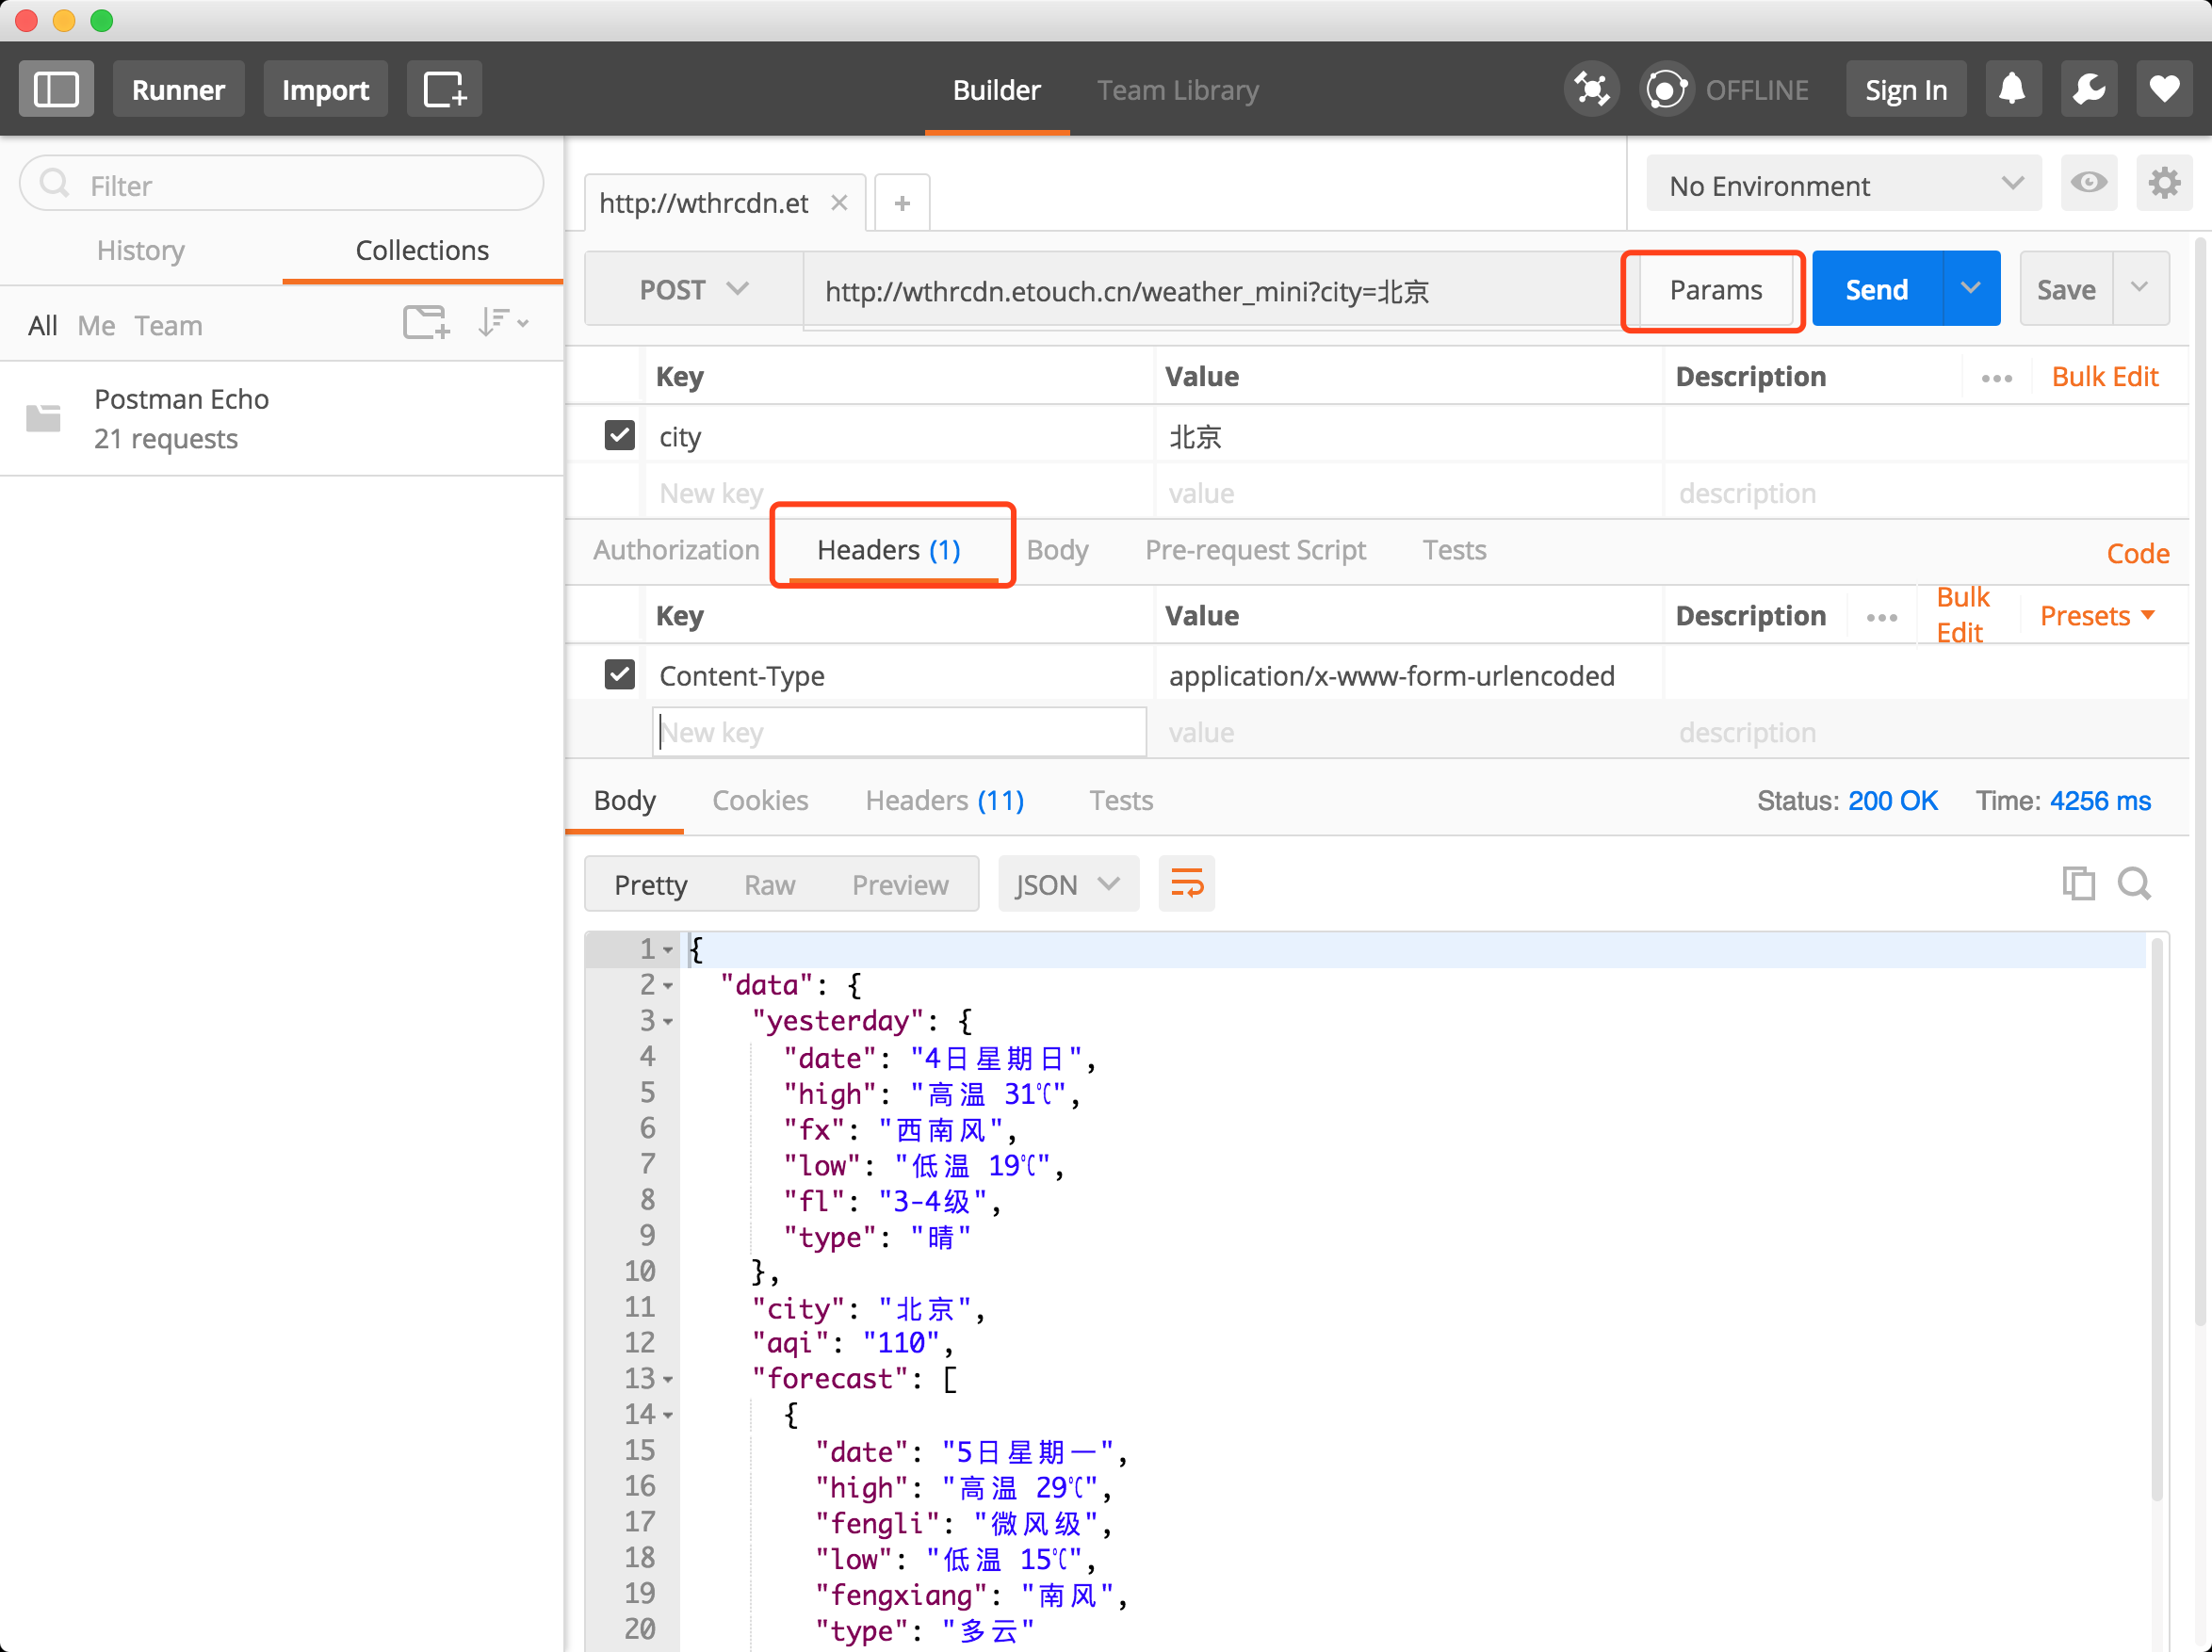 Runner Import Builder Team Library OFFLINE Sign In
Filter
http://wthrcdn.et
No Environment
History Collections
POST http://wthrcdn.etouch.cn/weather_mini?city=北京 Params Send Save
All Me Team
Key Value Description Bulk Edit
Postman Echo
21 requests
city 北京
New key value description
Authorization Headers (1) Body Pre-request Script Tests Code
Key Value Description Bulk Edit Presets
Content-Type application/x-www-form-urlencoded
New key value description
Body Cookies Headers (11) Tests Status: 200 OK Time: 4256 ms
Pretty Raw Preview JSON
1 {
2 "data": {
3 "yesterday": {
4 "date": "4日星期日",
5 "high": "高温 31℃",
6 "fx": "西南风",
7 "low": "低温 19℃",
8 "fl": "3-4级",
9 "type": "晴"
10 },
11 "city": "北京",
12 "aqi": "110",
13 "forecast": [
14 {
15 "date": "5日星期一",
16 "high": "高温 29℃",
17 "fengli": "微风级",
18 "low": "低温 15℃",
19 "fengxiang": "南风",
20 "type": "多云"